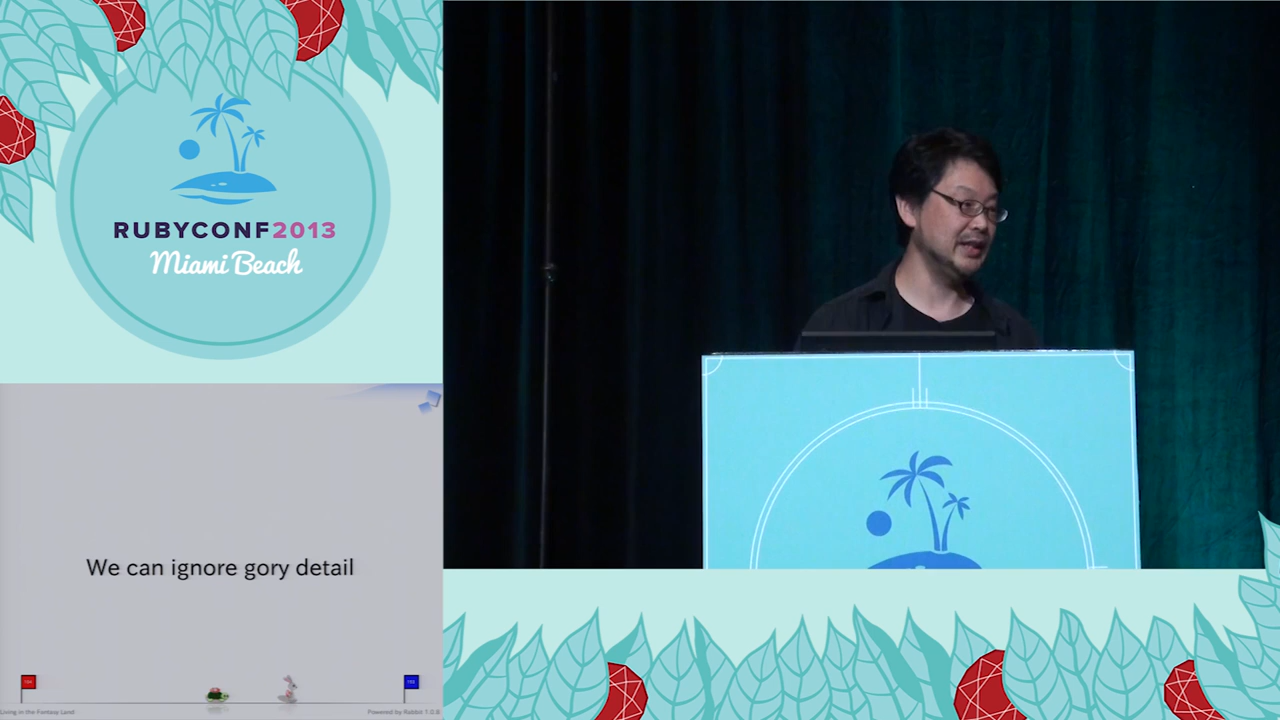 RUBYCONF2013
Miami Beach
We can ignore gory detail
Living in the Fantasy Land
Powered by Rabbit 1.0.8